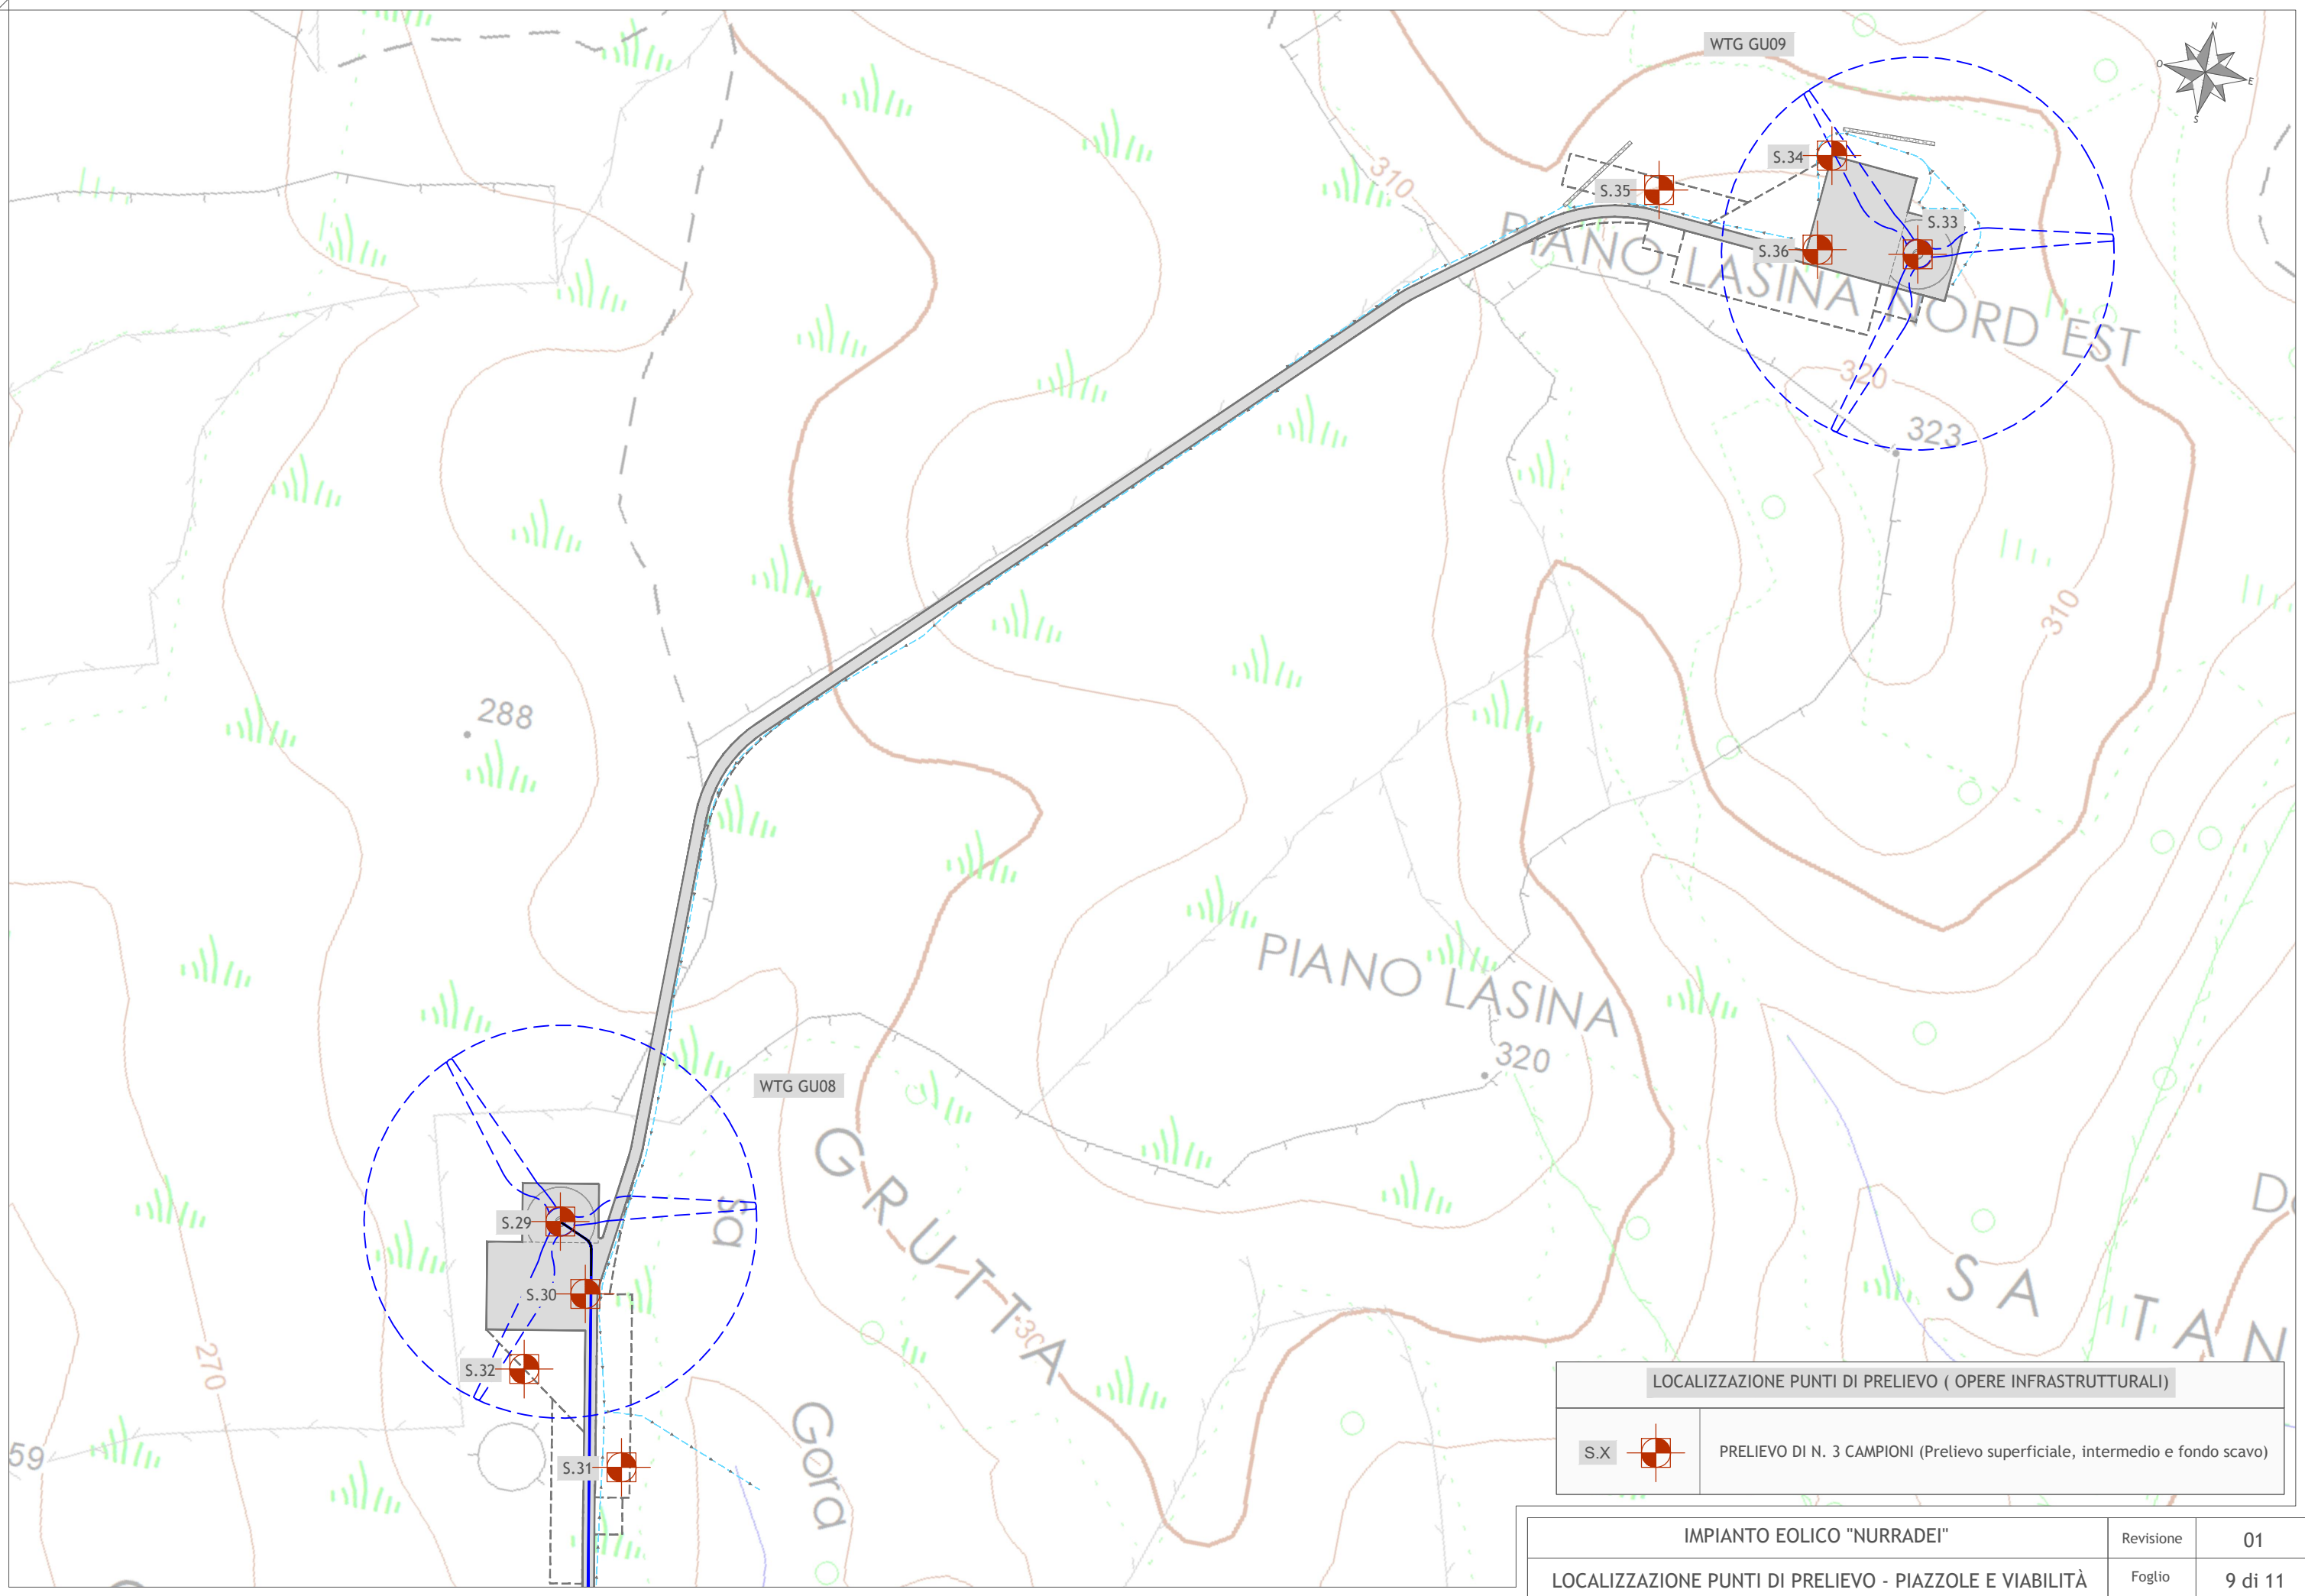 WTG GU09
N
O
E
S
S.34
310
S.35
S.33
S.36
PIANO LASINA NORD EST
320
323
310
288
PIANO LASINA
320
WTG GU08
GRUTTA
sa
S.29
S.30
30
S.32
270
S.31
59
Gora
SA TAN
LOCALIZZAZIONE PUNTI DI PRELIEVO ( OPERE INFRASTRUTTURALI)
S.X
PRELIEVO DI N. 3 CAMPIONI (Prelievo superficiale, intermedio e fondo scavo)
IMPIANTO EOLICO "NURRADEI"
Revisione
01
LOCALIZZAZIONE PUNTI DI PRELIEVO - PIAZZOLE E VIABILITÀ
Foglio
9 di 11